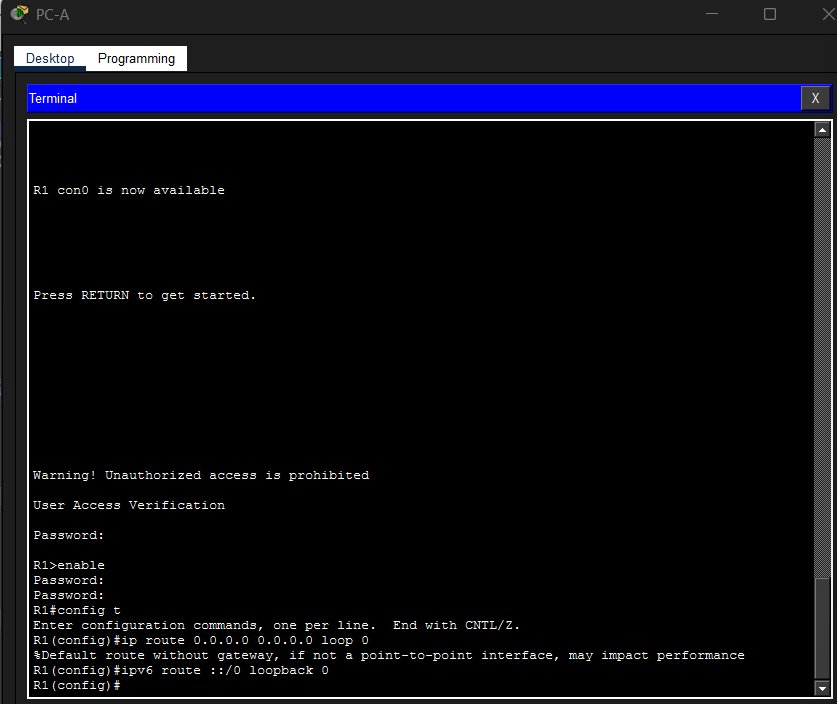 PC-A
Desktop Programming
Terminal X
R1 con0 is now available
Press RETURN to get started.
Warning! Unauthorized access is prohibited
User Access Verification
Password:
R1>enable
Password:
Password:
R1#config t
Enter configuration commands, one per line.  End with CNTL/Z.
R1(config)#ip route 0.0.0.0 0.0.0.0 loop 0
%Default route without gateway, if not a point-to-point interface, may impact performance
R1(config)#ipv6 route ::/0 loopback 0
R1(config)#